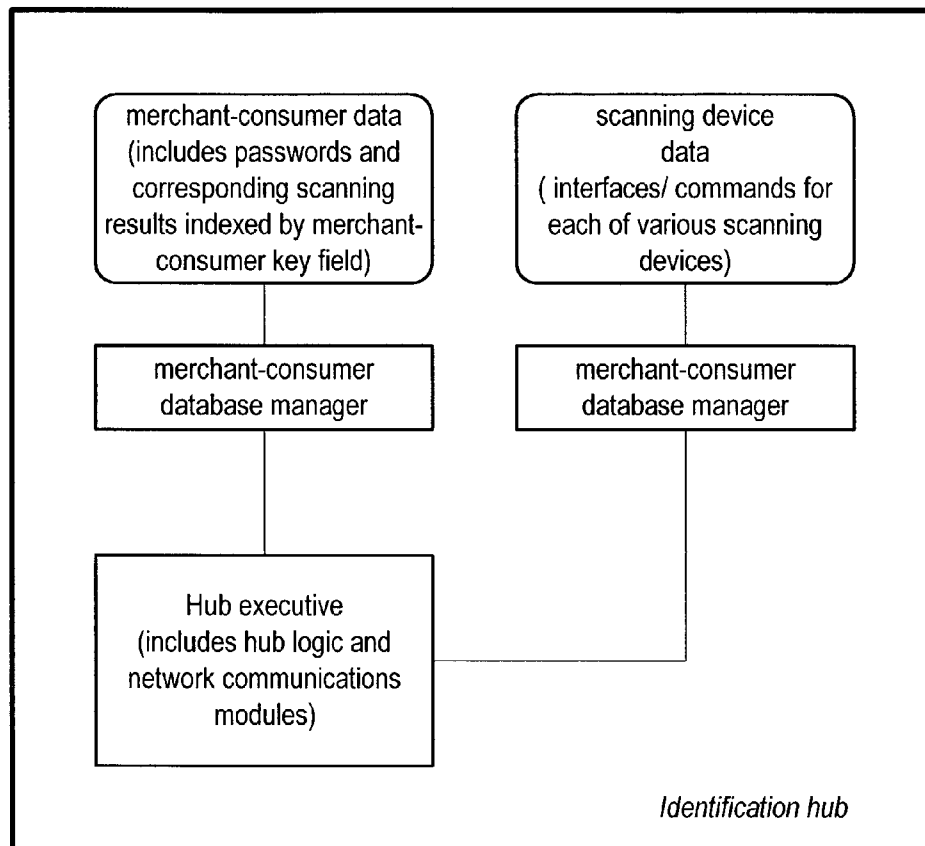 merchant-consumer data
(includes passwords and
corresponding scanning
results indexed by merchant-
consumer key field)
scanning device
data
( interfaces/ commands for
each of various scanning
devices)
merchant-consumer
database manager
merchant-consumer
database manager
Hub executive
(includes hub logic and
network communications
modules)
Identification hub